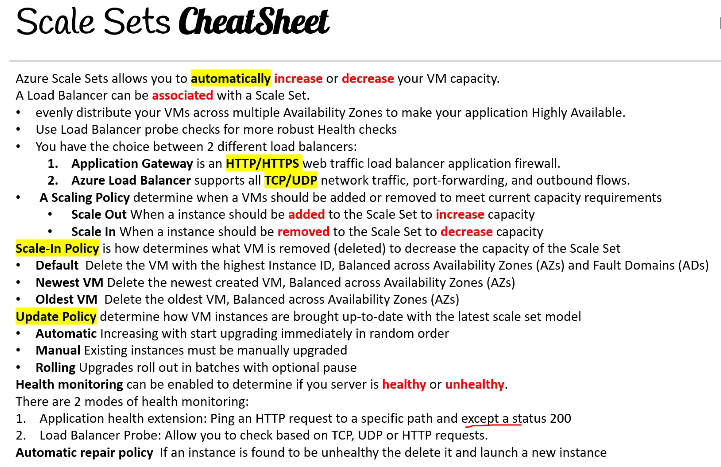 Scale Sets CheatSheet
Azure Scale Sets allows you to automatically increase or decrease your VM capacity.
A Load Balancer can be associated with a Scale Set.
• evenly distribute your VMs across multiple Availability Zones to make your application Highly Available.
• Use Load Balancer probe checks for more robust Health checks
• You have the choice between 2 different load balancers:
1. Application Gateway is an HTTP/HTTPS web traffic load balancer application firewall.
2. Azure Load Balancer supports all TCP/UDP network traffic, port-forwarding, and outbound flows.
• A Scaling Policy determine when a VMs should be added or removed to meet current capacity requirements
• Scale Out When a instance should be added to the Scale Set to increase capacity
• Scale In When a instance should be removed to the Scale Set to decrease capacity
Scale-In Policy is how determines what VM is removed (deleted) to decrease the capacity of the Scale Set
• Default Delete the VM with the highest Instance ID, Balanced across Availability Zones (AZs) and Fault Domains (ADs)
• Newest VM Delete the newest created VM, Balanced across Availability Zones (AZs)
• Oldest VM Delete the oldest VM, Balanced across Availability Zones (AZs)
Update Policy determine how VM instances are brought up-to-date with the latest scale set model
• Automatic Increasing with start upgrading immediately in random order
• Manual Existing instances must be manually upgraded
• Rolling Upgrades roll out in batches with optional pause
Health monitoring can be enabled to determine if you server is healthy or unhealthy.
There are 2 modes of health monitoring:
1. Application health extension: Ping an HTTP request to a specific path and except a status 200
2. Load Balancer Probe: Allow you to check based on TCP, UDP or HTTP requests.
Automatic repair policy If an instance is found to be unhealthy the delete it and launch a new instance